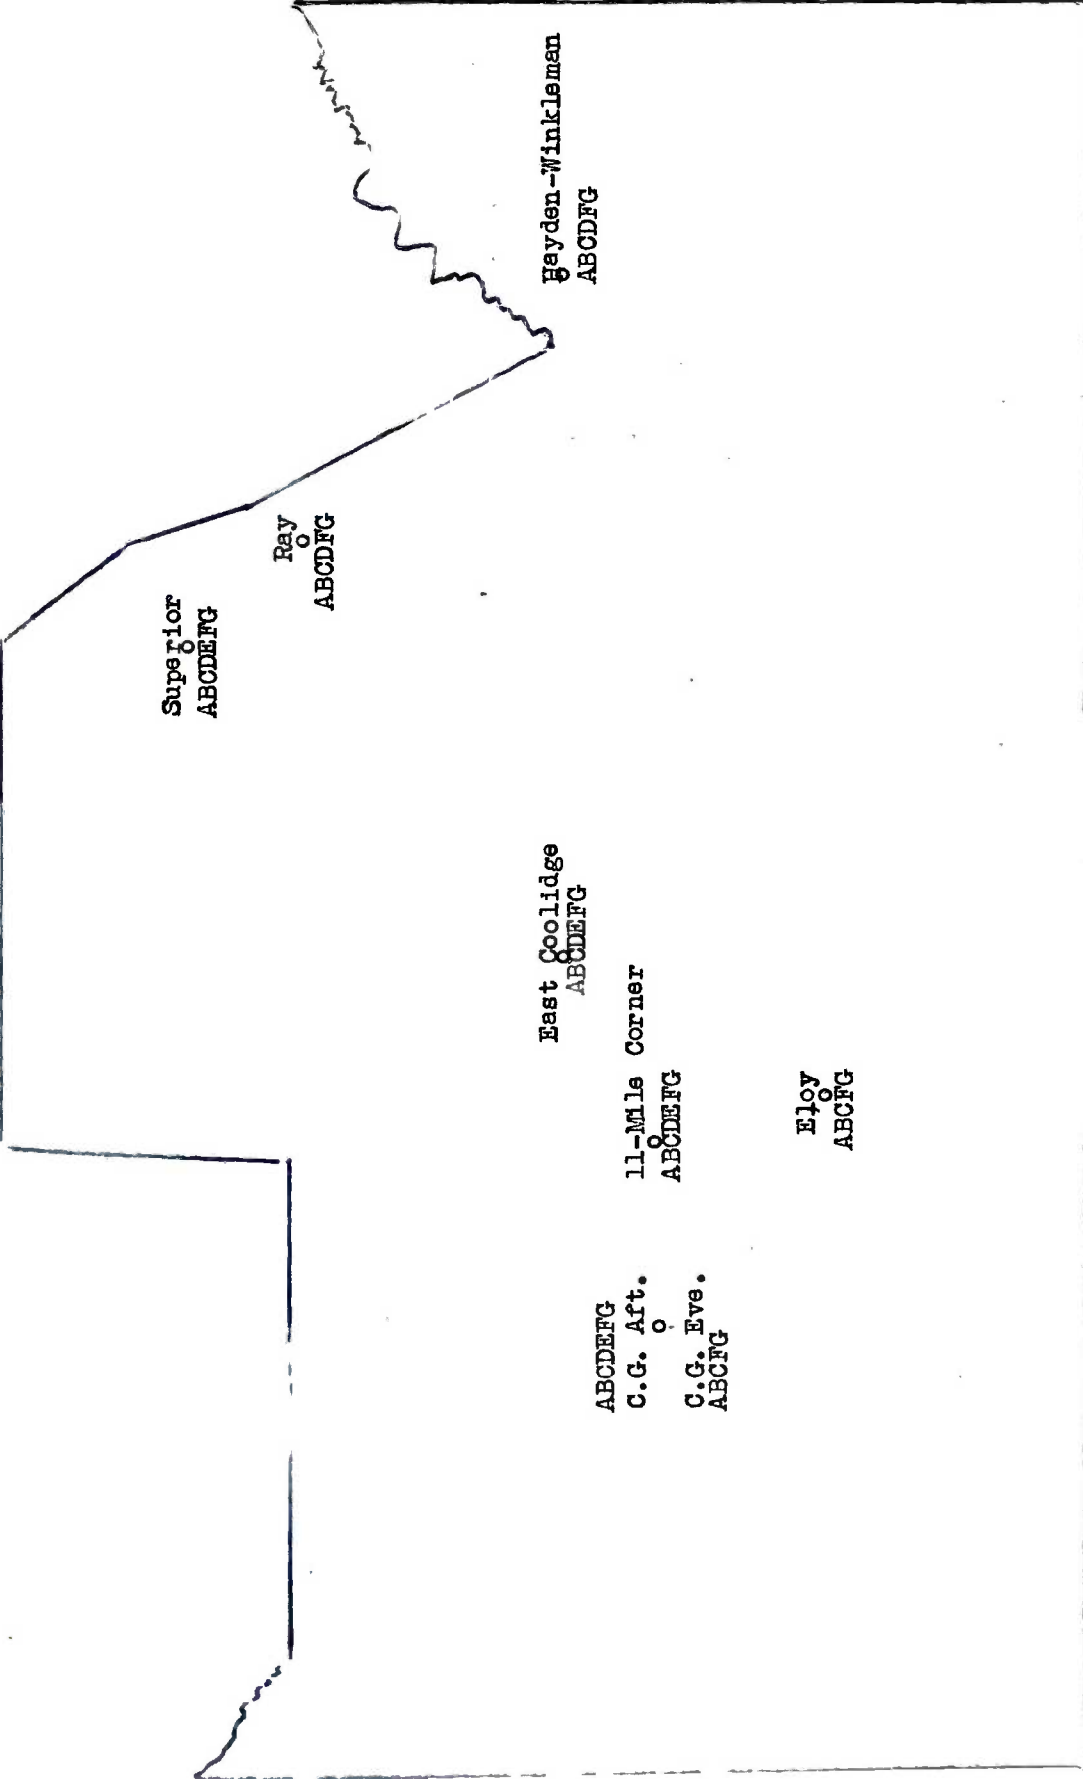 Superior
ABCDEFG
Ray
ABCDFG
Hayden-Winkleman
ABCDFG
East Coolidge
ABCDEFG
11-Mile Corner
ABCDEFG
ABCDEFG
C.G. Aft.
C.G. Eve.
ABCFG
Eloy
ABCFG